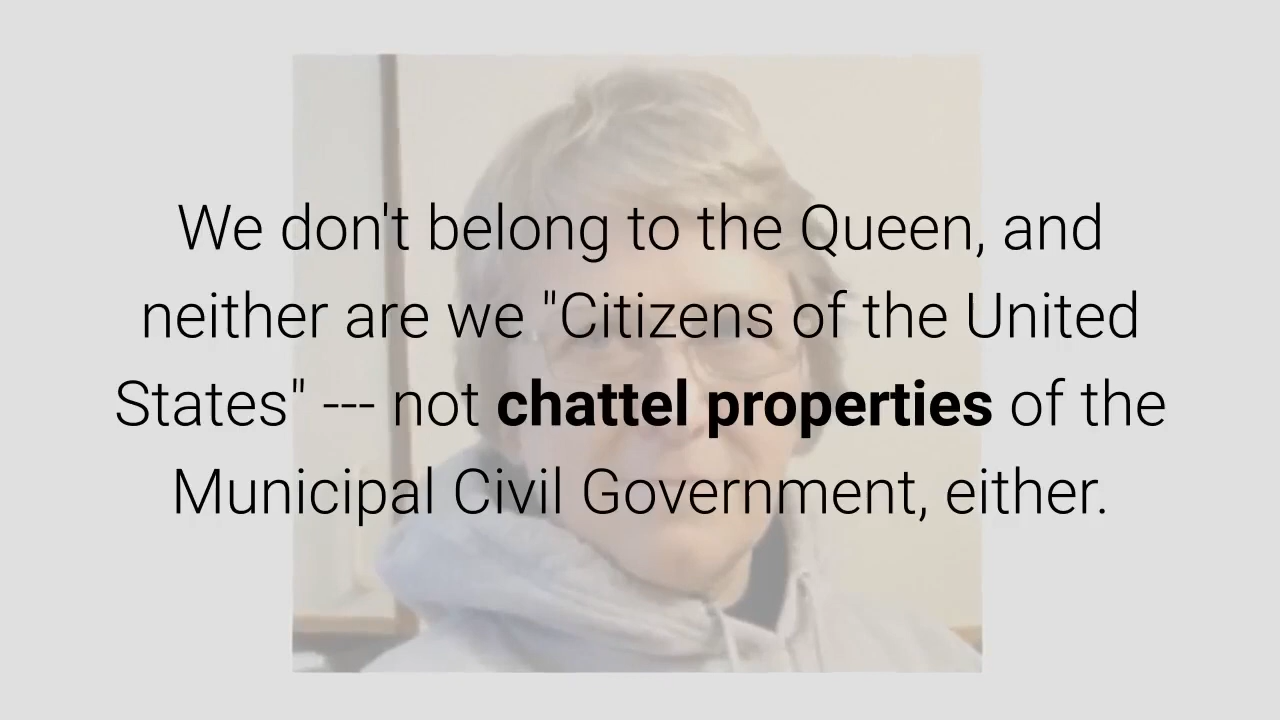 We don't belong to the Queen, and
neither are we "Citizens of the United
States" --- not chattel properties of the
Municipal Civil Government, either.